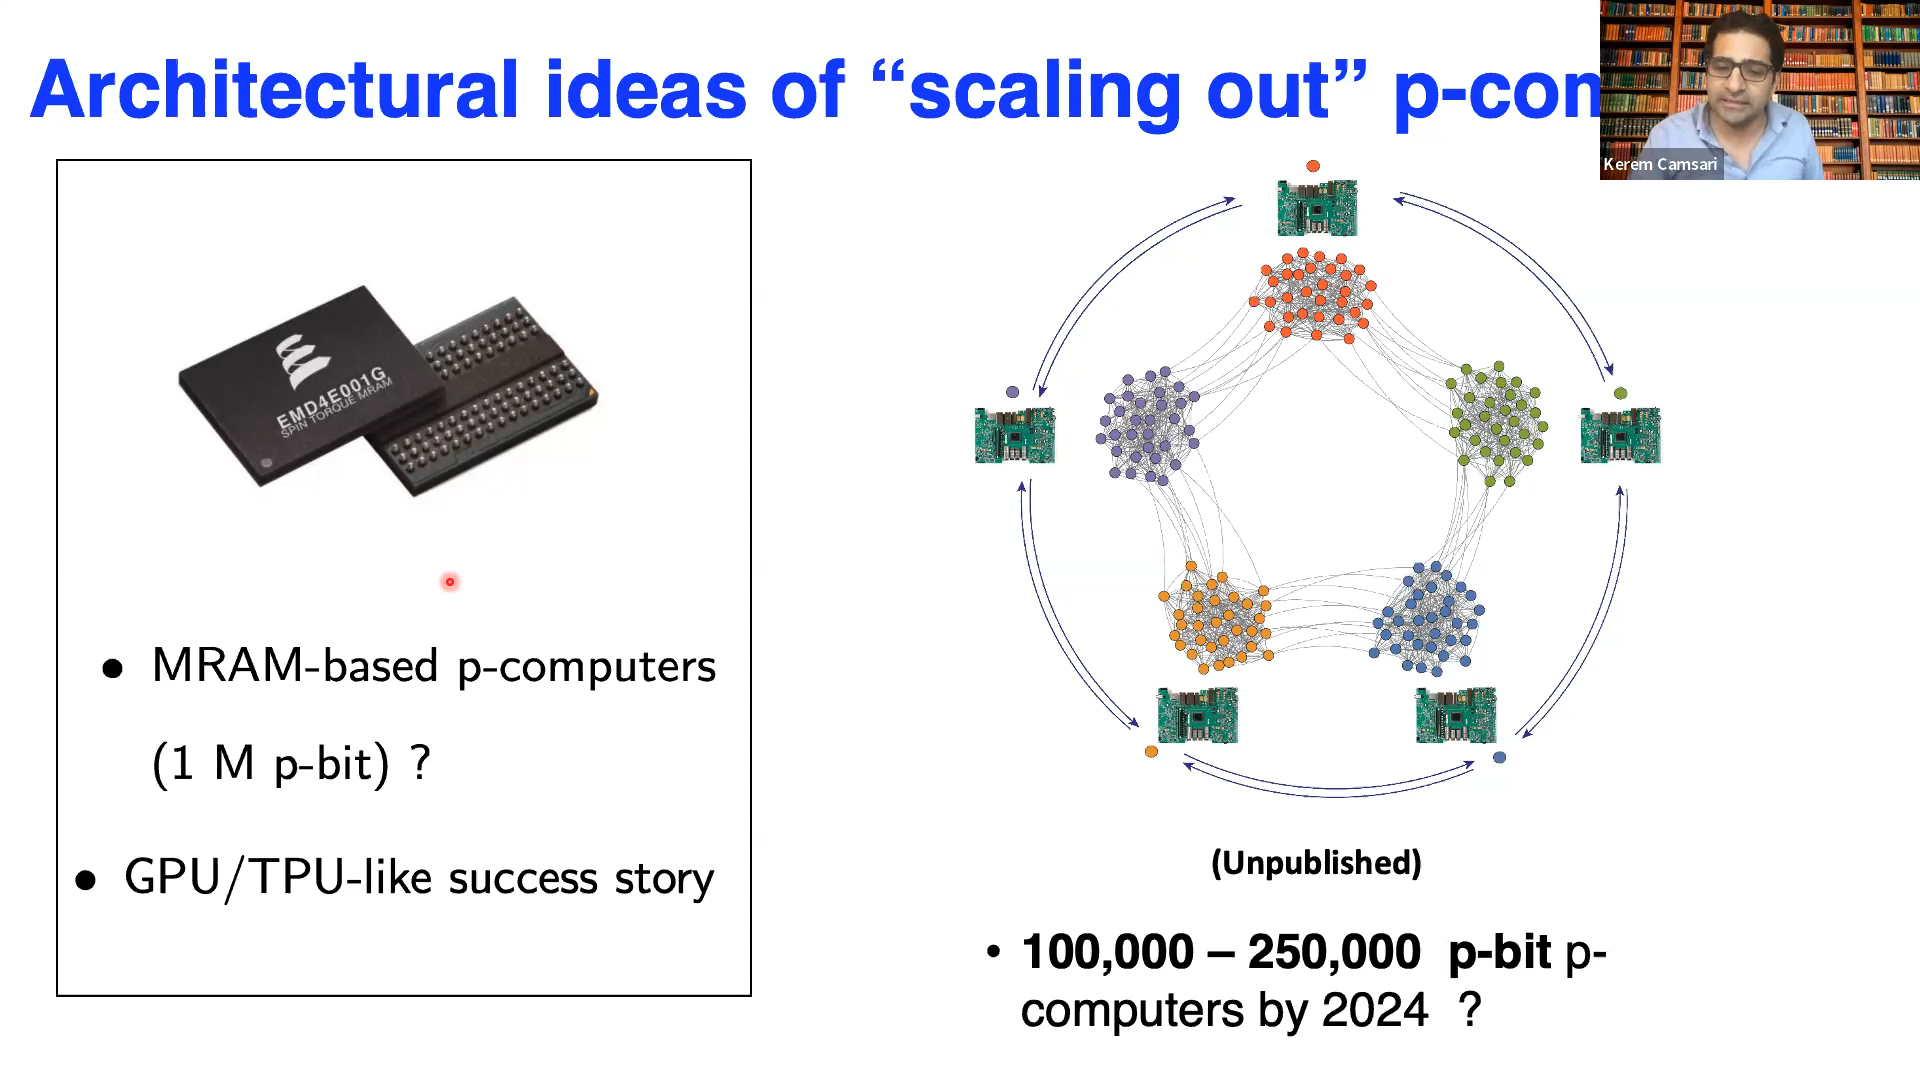 Architectural ideas of “scaling out” p-com
Kerem Camsari
EMD4E001G
SPIN TORQUE MRAM
• MRAM-based p-computers
(1 M p-bit) ?
• GPU/TPU-like success story
(Unpublished)
• 100,000 – 250,000 p-bit p-
computers by 2024 ?